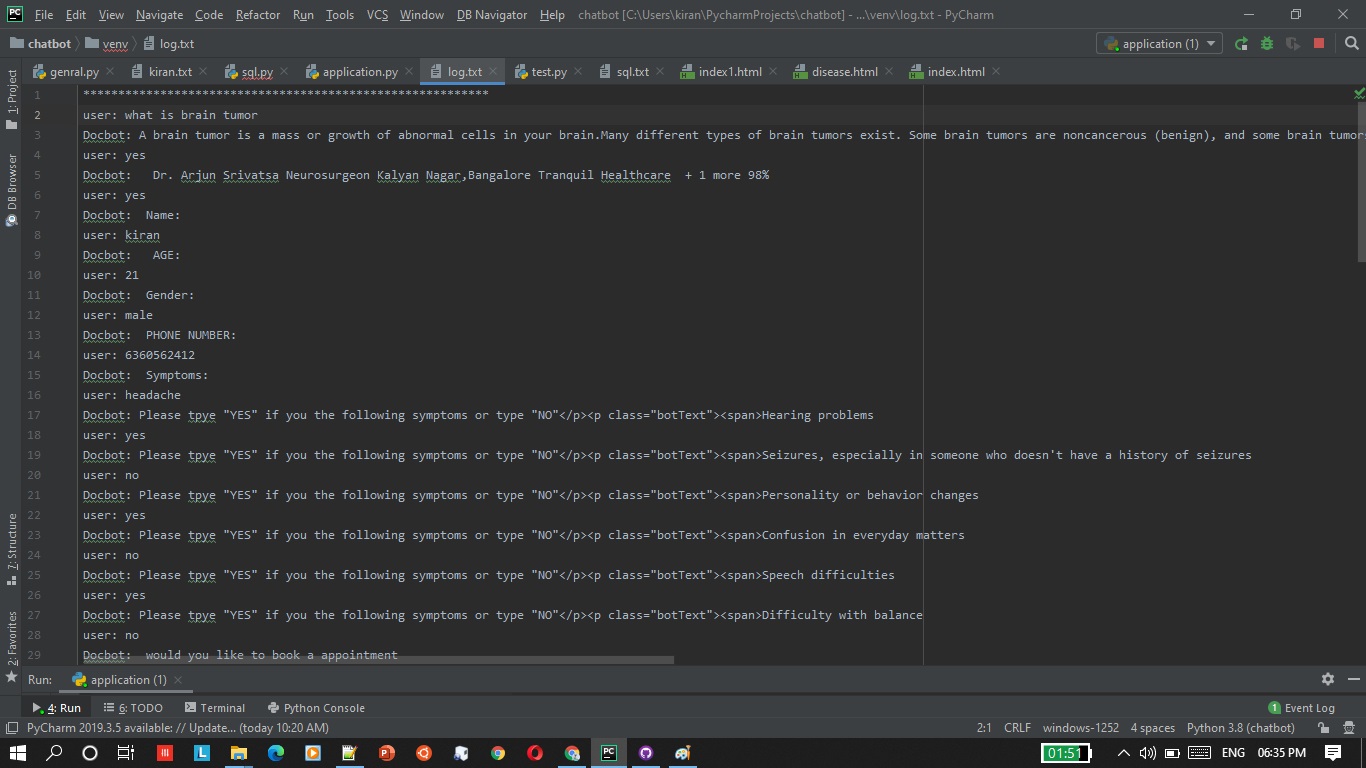 File Edit View Navigate Code Refactor Run Tools VCS Window DB Navigator Help chatbot [C:\Users\kiran\PycharmProjects\chatbot] - ...\venv\log.txt - PyCharm
chatbot venv log.txt application (1)
genral.py kiran.txt sql.py application.py log.txt test.py sql.txt index1.html disease.html index.html
1: Project
DB Browser
7: Structure
2: Favorites
1 **********************************************************
2 user: what is brain tumor
3 Docbot: A brain tumor is a mass or growth of abnormal cells in your brain.Many different types of brain tumors exist. Some brain tumors are noncancerous (benign), and some brain tumors
4 user: yes
5 Docbot:   Dr. Arjun Srivatsa Neurosurgeon Kalyan Nagar,Bangalore Tranquil Healthcare  + 1 more 98%
6 user: yes
7 Docbot:  Name:
8 user: kiran
9 Docbot:   AGE:
10 user: 21
11 Docbot:  Gender:
12 user: male
13 Docbot:  PHONE NUMBER:
14 user: 6360562412
15 Docbot:  Symptoms:
16 user: headache
17 Docbot: Please tpye "YES" if you the following symptoms or type "NO"</p><p class="botText"><span>Hearing problems
18 user: yes
19 Docbot: Please tpye "YES" if you the following symptoms or type "NO"</p><p class="botText"><span>Seizures, especially in someone who doesn't have a history of seizures
20 user: no
21 Docbot: Please tpye "YES" if you the following symptoms or type "NO"</p><p class="botText"><span>Personality or behavior changes
22 user: yes
23 Docbot: Please tpye "YES" if you the following symptoms or type "NO"</p><p class="botText"><span>Confusion in everyday matters
24 user: no
25 Docbot: Please tpye "YES" if you the following symptoms or type "NO"</p><p class="botText"><span>Speech difficulties
26 user: yes
27 Docbot: Please tpye "YES" if you the following symptoms or type "NO"</p><p class="botText"><span>Difficulty with balance
28 user: no
29 Docbot:  would you like to book a appointment
Run: application (1)
4: Run 6: TODO Terminal Python Console 1 Event Log
PyCharm 2019.3.5 available: // Update... (today 10:20 AM) 2:1 CRLF windows-1252 4 spaces Python 3.8 (chatbot)
01:51 ENG 06:35 PM